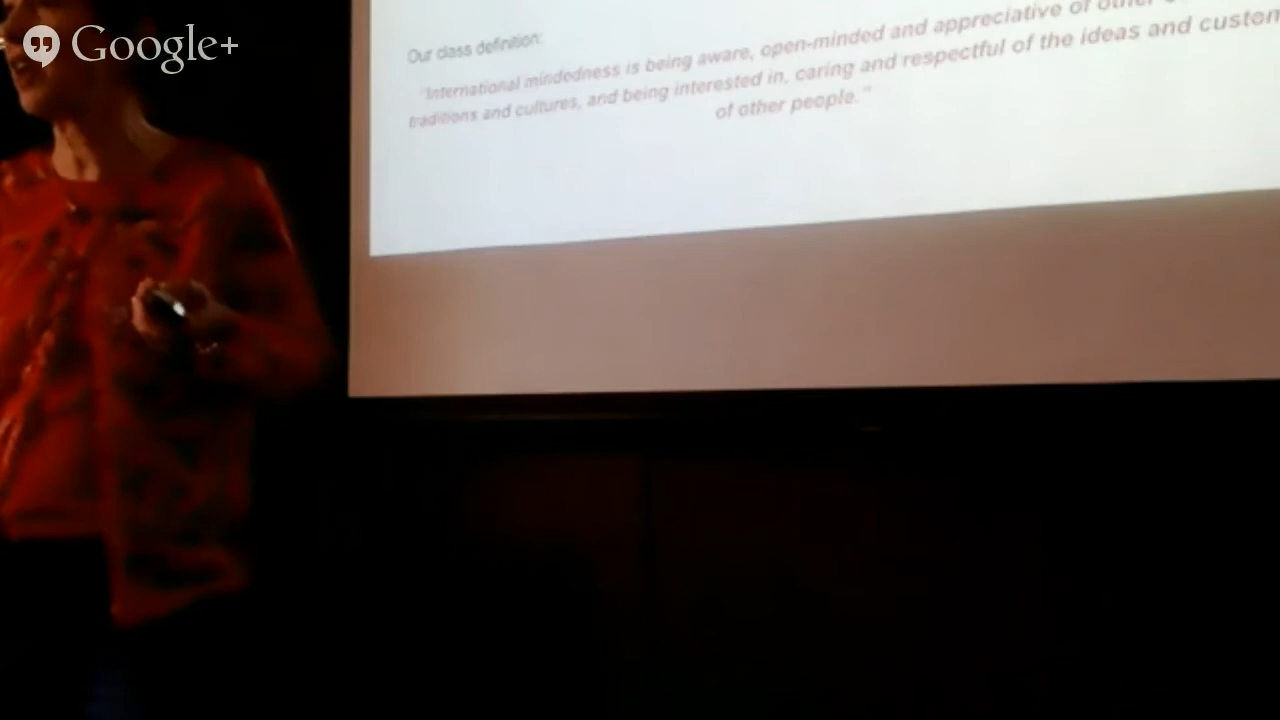 Google+
Our class definition:
"International mindedness is being aware, open-minded and appreciative of other
traditions and cultures, and being interested in, caring and respectful of the ideas and custom
of other people."